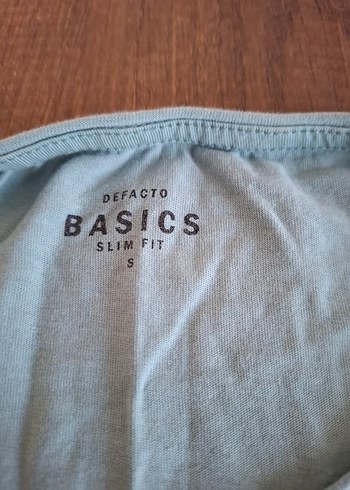 DEFACTO
BASICS
SLIM FIT
S